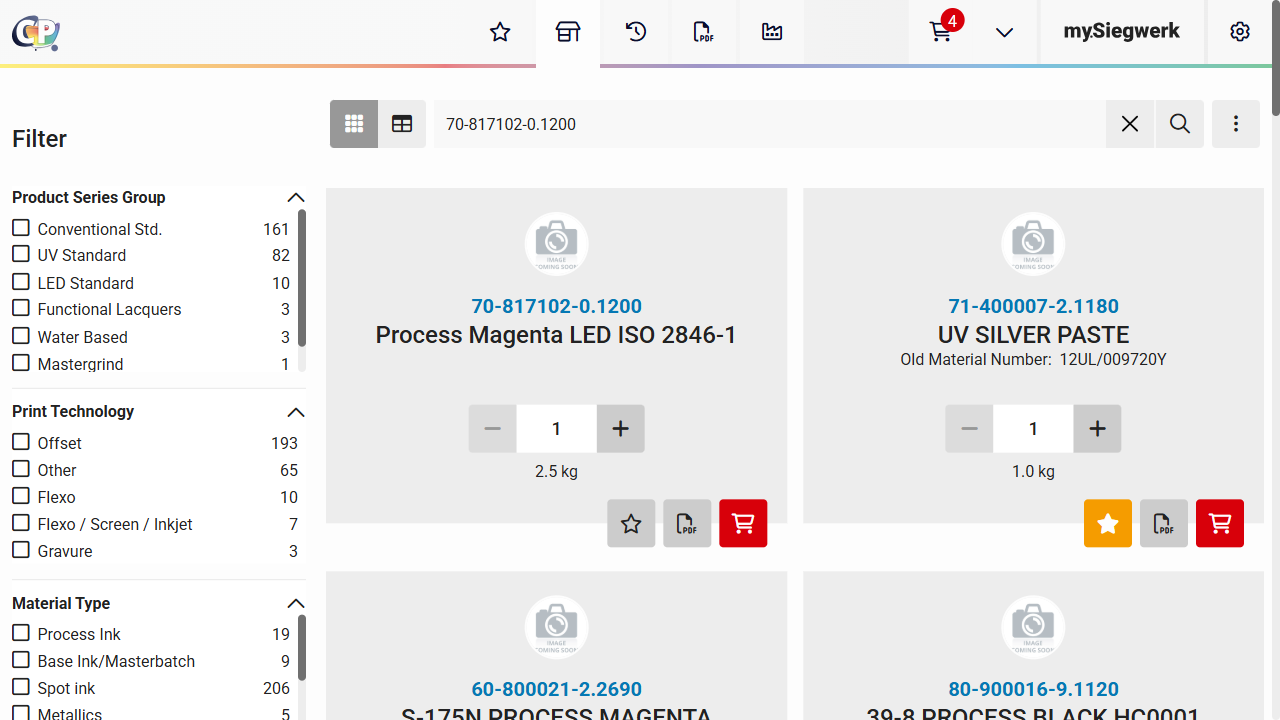 CP
PDF
4
mySiegwerk
Filter
70-817102-0.1200
Product Series Group
Conventional Std. 161
UV Standard 82
LED Standard 10
Functional Lacquers 3
Water Based 3
Mastergrind 1
Print Technology
Offset 193
Other 65
Flexo 10
Flexo / Screen / Inkjet 7
Gravure 3
Material Type
Process Ink 19
Base Ink/Masterbatch 9
Spot ink 206
Metallics 5
IMAGE
COMING SOON
70-817102-0.1200
Process Magenta LED ISO 2846-1
1
2.5 kg
PDF
IMAGE
COMING SOON
71-400007-2.1180
UV SILVER PASTE
Old Material Number: 12UL/009720Y
1
1.0 kg
PDF
IMAGE
COMING SOON
60-800021-2.2690
S-175N PROCESS MAGENTA
IMAGE
COMING SOON
80-900016-9.1120
39-8 PROCESS BLACK HC0001